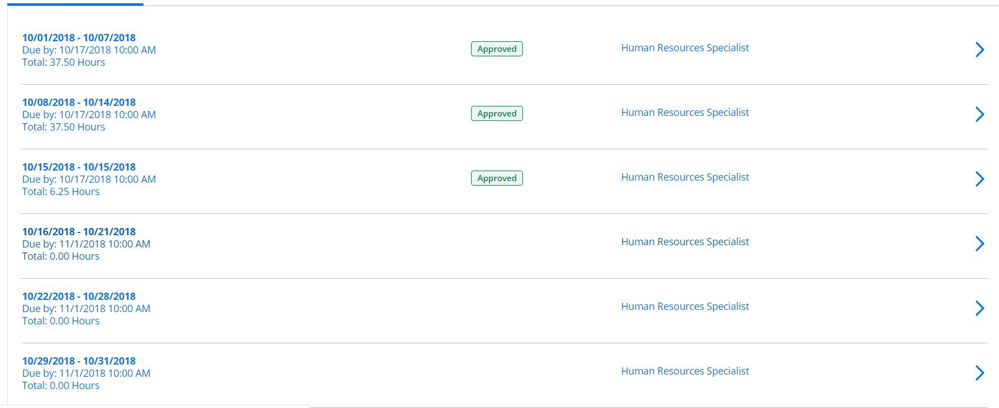 10/01/2018 - 10/07/2018
Due by: 10/17/2018 10:00 AM
Total: 37.50 Hours
Approved
Human Resources Specialist
10/08/2018 - 10/14/2018
Due by: 10/17/2018 10:00 AM
Total: 37.50 Hours
Approved
Human Resources Specialist
10/15/2018 - 10/15/2018
Due by: 10/17/2018 10:00 AM
Total: 6.25 Hours
Approved
Human Resources Specialist
10/16/2018 - 10/21/2018
Due by: 11/1/2018 10:00 AM
Total: 0.00 Hours
Human Resources Specialist
10/22/2018 - 10/28/2018
Due by: 11/1/2018 10:00 AM
Total: 0.00 Hours
Human Resources Specialist
10/29/2018 - 10/31/2018
Due by: 11/1/2018 10:00 AM
Total: 0.00 Hours
Human Resources Specialist